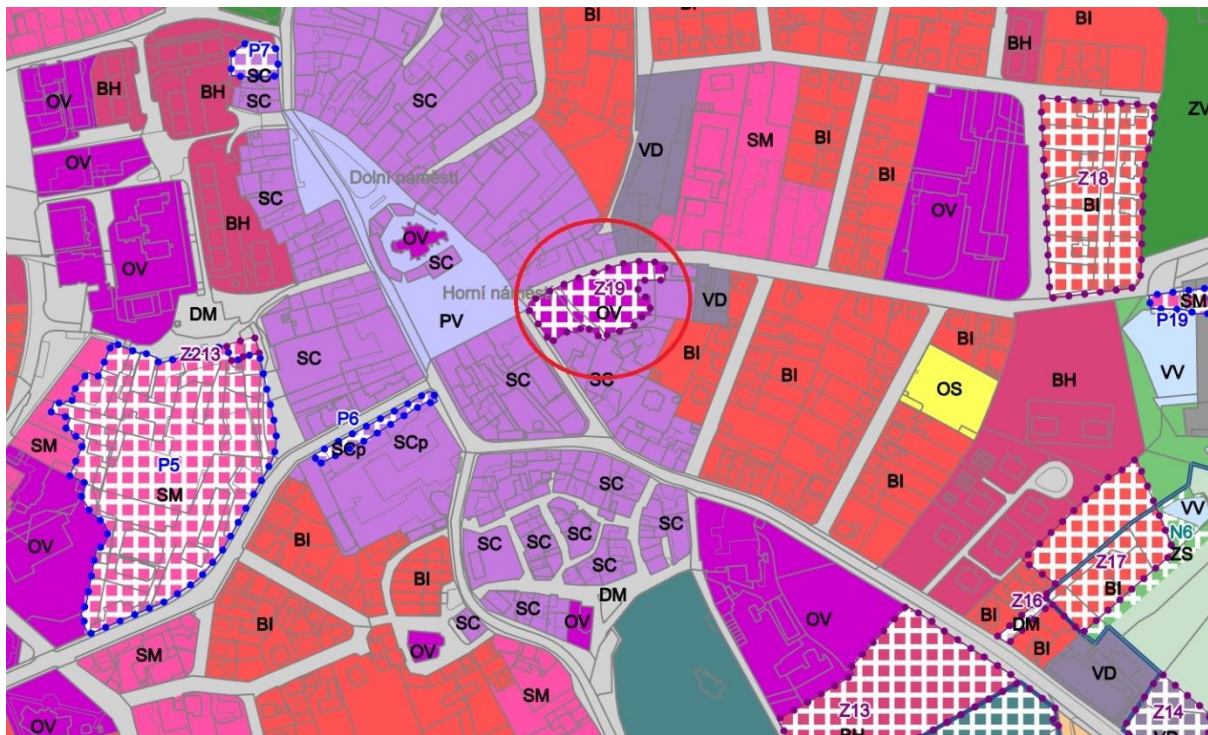 BI
BI
P7
SC
BH
BH
BH
SC
SC
OV
ZV
VD
SM
BI
OV
SC
BI
Dolní náměstí
Z18
BI
OV
BH
OV
OV
SC
Horní náměstí
Z19
OV
VD
SM
P19
DM
PV
SC
BI
Z213
SC
SC
BI
BH
VV
OS
P6
SCp
SCp
SM
P5
SM
BI
SC
SC
VV
N6
ZS
OV
SC
SC
SC
BI
BI
Z17
BI
SC
Z16
DM
BI
BI
DM
OV
BI
SC
SC
OV
OV
SM
SM
VD
OV
Z13
BH
Z14